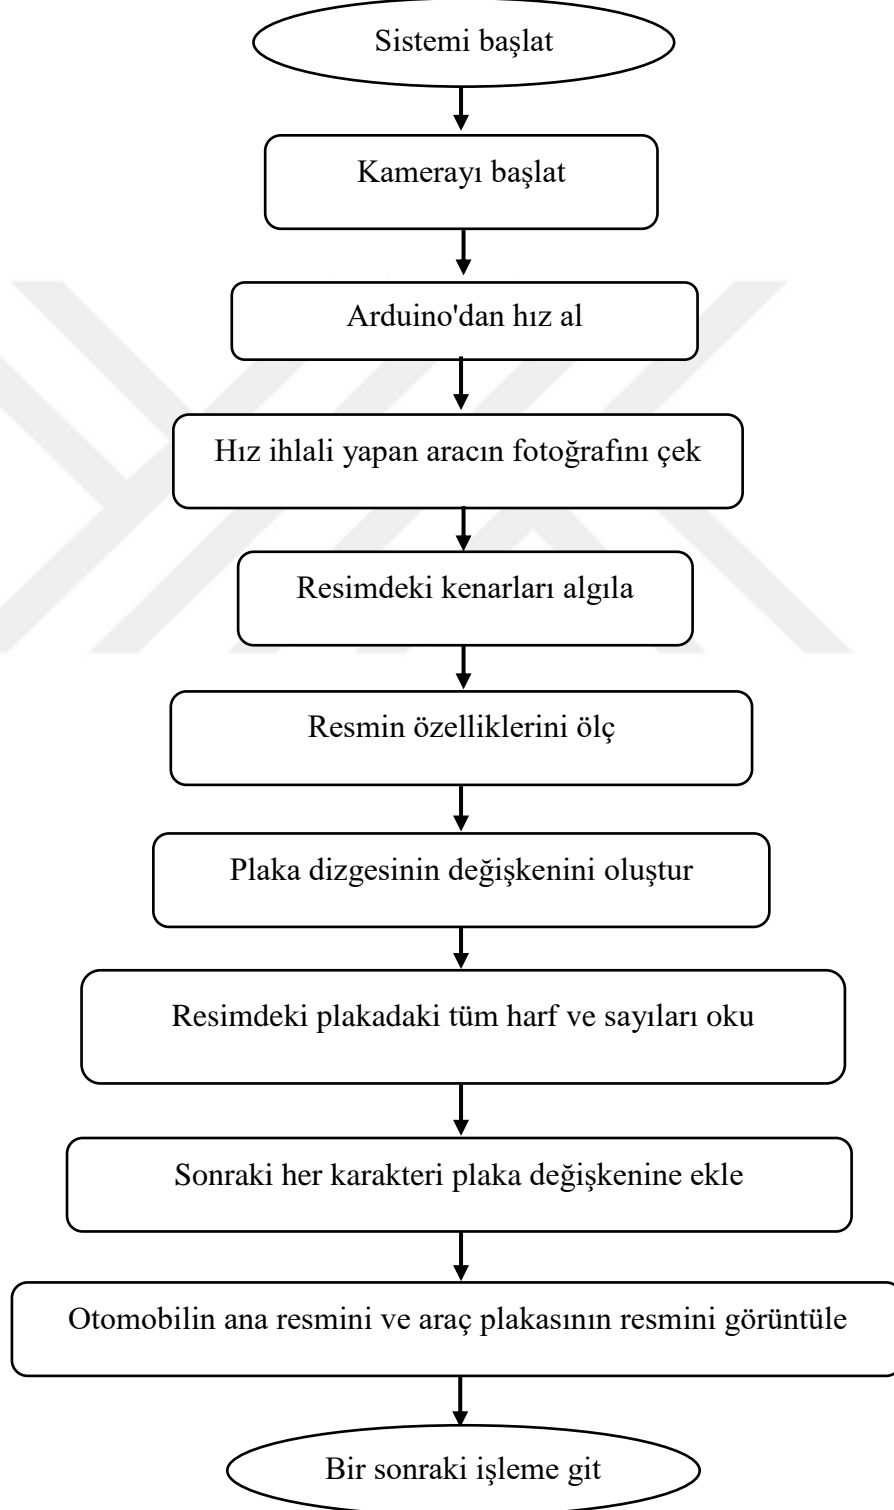 Sistemi başlat
Kamerayı başlat
Arduino'dan hız al
Hız ihlali yapan aracın fotoğrafını çek
Resimdeki kenarları algıla
Resmin özelliklerini ölç
Plaka dizgesinin değişkenini oluştur
Resimdeki plakadaki tüm harf ve sayıları oku
Sonraki her karakteri plaka değişkenine ekle
Otomobilin ana resmini ve araç plakasının resmini görüntüle
Bir sonraki işleme git